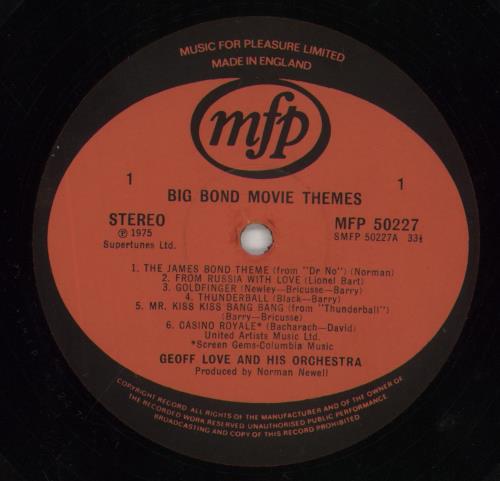 MUSIC FOR PLEASURE LIMITED
MADE IN ENGLAND
mfp
1
1
BIG BOND MOVIE THEMES
STEREO
Ⓟ 1975
Supertunes Ltd.
MFP 50227
SMFP 50227A 33⅓
1. THE JAMES BOND THEME (from "Dr No") (Norman)
2. FROM RUSSIA WITH LOVE (Lionel Bart)
3. GOLDFINGER (Newley—Bricusse—Barry)
4. THUNDERBALL (Black—Barry)
5. MR. KISS KISS BANG BANG (from "Thunderball")
(Barry—Bricusse)
6. CASINO ROYALE* (Bacharach—David)
United Artists Music Ltd.
*Screen Gems-Columbia Music
GEOFF LOVE AND HIS ORCHESTRA
Produced by Norman Newell
COPYRIGHT RECORD ALL RIGHTS OF THE MANUFACTURER AND OF THE OWNER OF
THE RECORDED WORK RESERVED UNAUTHORISED PUBLIC PERFORMANCE
BROADCASTING AND COPY OF THIS RECORD PROHIBITED